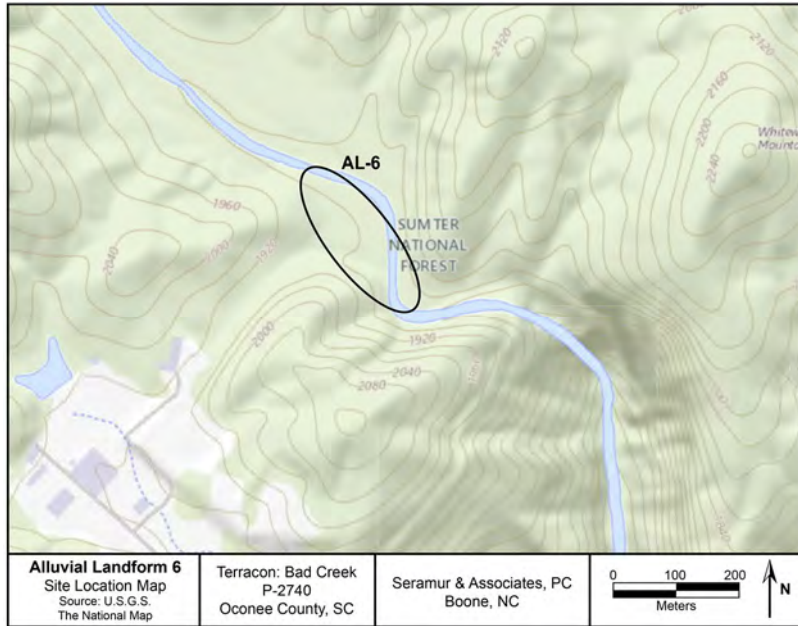 2120
2120
2160
2200
2240
AL-6
SUMTER
NATIONAL
FOREST
1960
2000
1920
2040
2000
1920
2040
2080
Alluvial Landform 6
Site Location Map
Source: U.S.G.S.
The National Map
Terracon: Bad Creek
P-2740
Oconee County, SC
Seramur & Associates, PC
Boone, NC
0 100 200
Meters
N